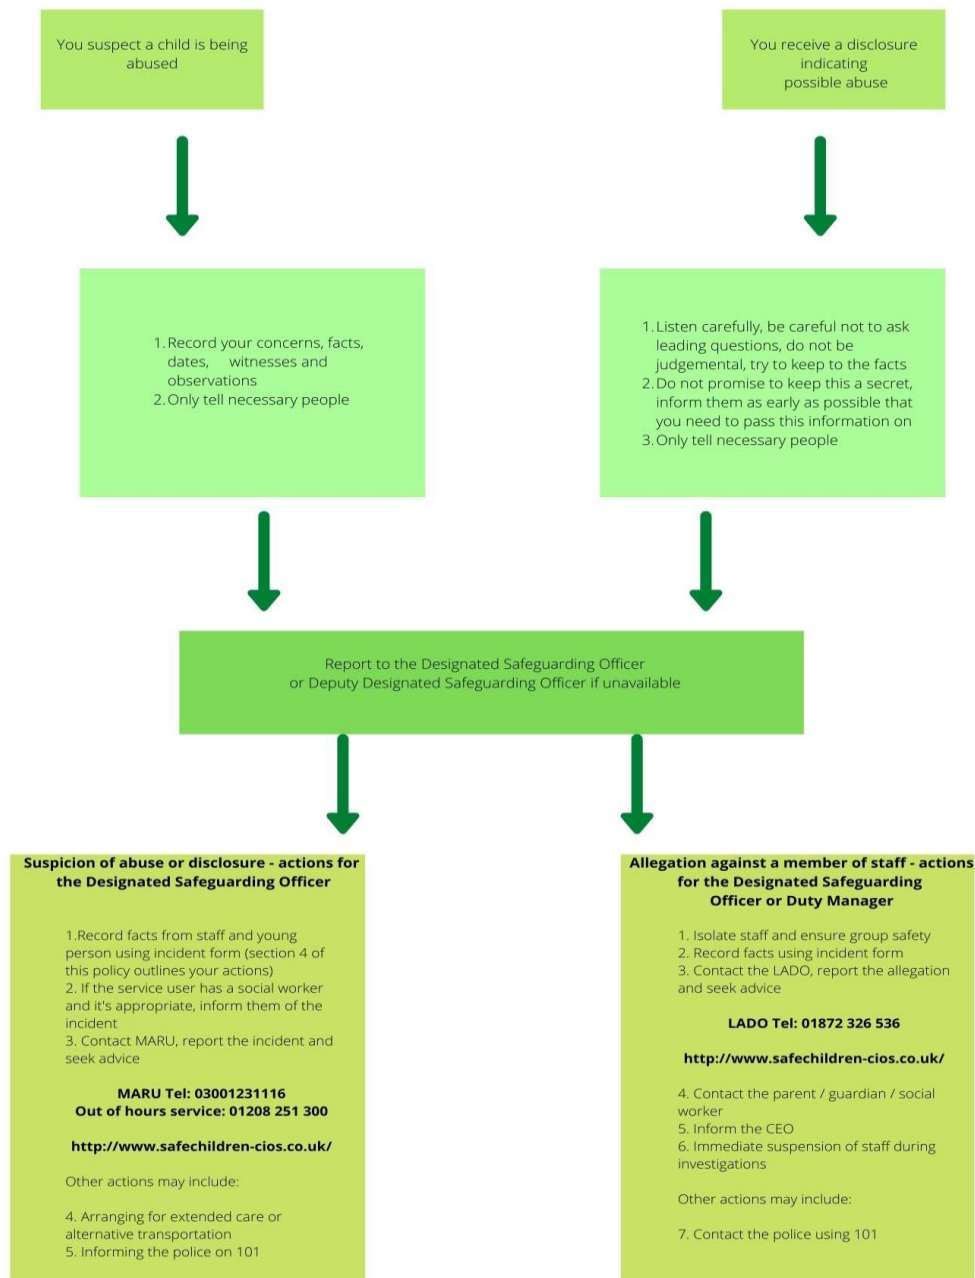 You suspect a child is being
abused
You receive a disclosure
indicating
possible abuse
1.Record your concerns, facts,
dates, witnesses and
observations
2.Only tell necessary people
1.Listen carefully, be careful not to ask
leading questions, do not be
judgemental, try to keep to the facts
2.Do not promise to keep this a secret,
inform them as early as possible that
you need to pass this information on
3.Only tell necessary people
Report to the Designated Safeguarding Officer
or Deputy Designated Safeguarding Officer if unavailable
Suspicion of abuse or disclosure - actions for
the Designated Safeguarding Officer
1.Record facts from staff and young
person using incident form (section 4 of
this policy outlines your actions)
2. If the service user has a social worker
and it's appropriate, inform them of the
incident
3. Contact MARU, report the incident and
seek advice
MARU Tel: 03001231116
Out of hours service: 01208 251 300
http://www.safechildren-cios.co.uk/
Other actions may include:
4. Arranging for extended care or
alternative transportation
5. Informing the police on 101
Allegation against a member of staff - actions
for the Designated Safeguarding
Officer or Duty Manager
1. Isolate staff and ensure group safety
2. Record facts using incident form
3. Contact the LADO, report the allegation
and seek advice
LADO Tel: 01872 326 536
http://www.safechildren-cios.co.uk/
4. Contact the parent / guardian / social
worker
5. Inform the CEO
6. Immediate suspension of staff during
investigations
Other actions may include:
7. Contact the police using 101